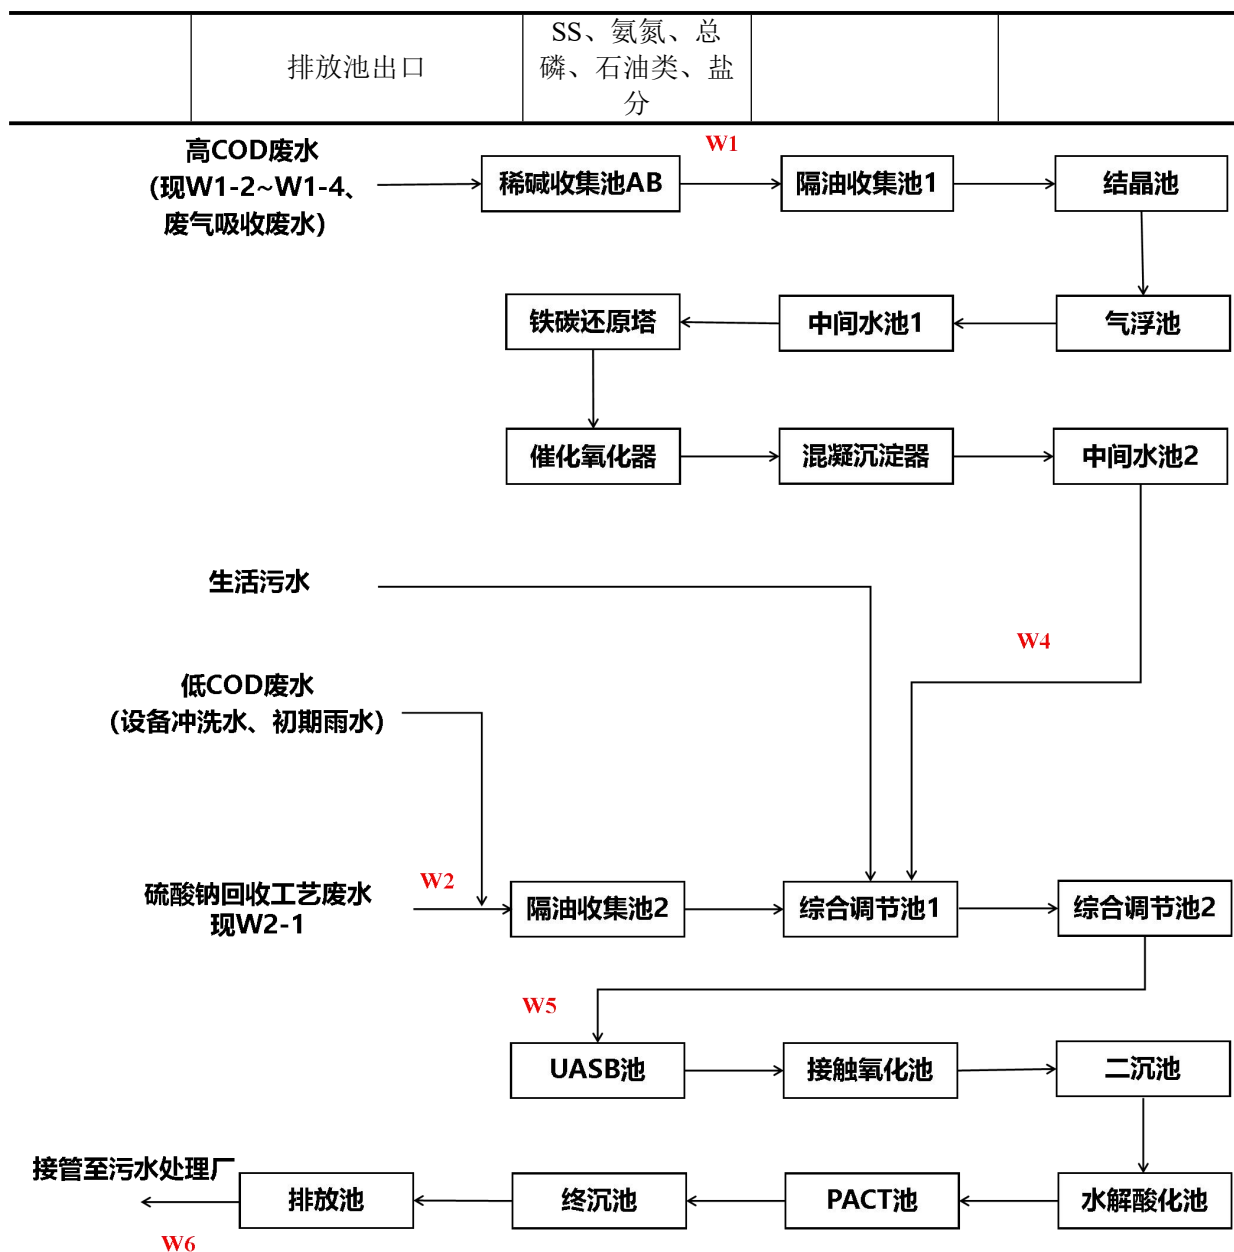 排放池出口
SS、氨氮、总
磷、石油类、盐
分
高COD废水
（现W1-2~W1-4、
废气吸收废水）
稀碱收集池AB
W1
隔油收集池1
结晶池
铁碳还原塔
中间水池1
气浮池
催化氧化器
混凝沉淀器
中间水池2
生活污水
W4
低COD废水
（设备冲洗水、初期雨水）
硫酸钠回收工艺废水
现W2-1
W2
隔油收集池2
综合调节池1
综合调节池2
W5
UASB池
接触氧化池
二沉池
接管至污水处理厂
排放池
终沉池
PACT池
水解酸化池
W6